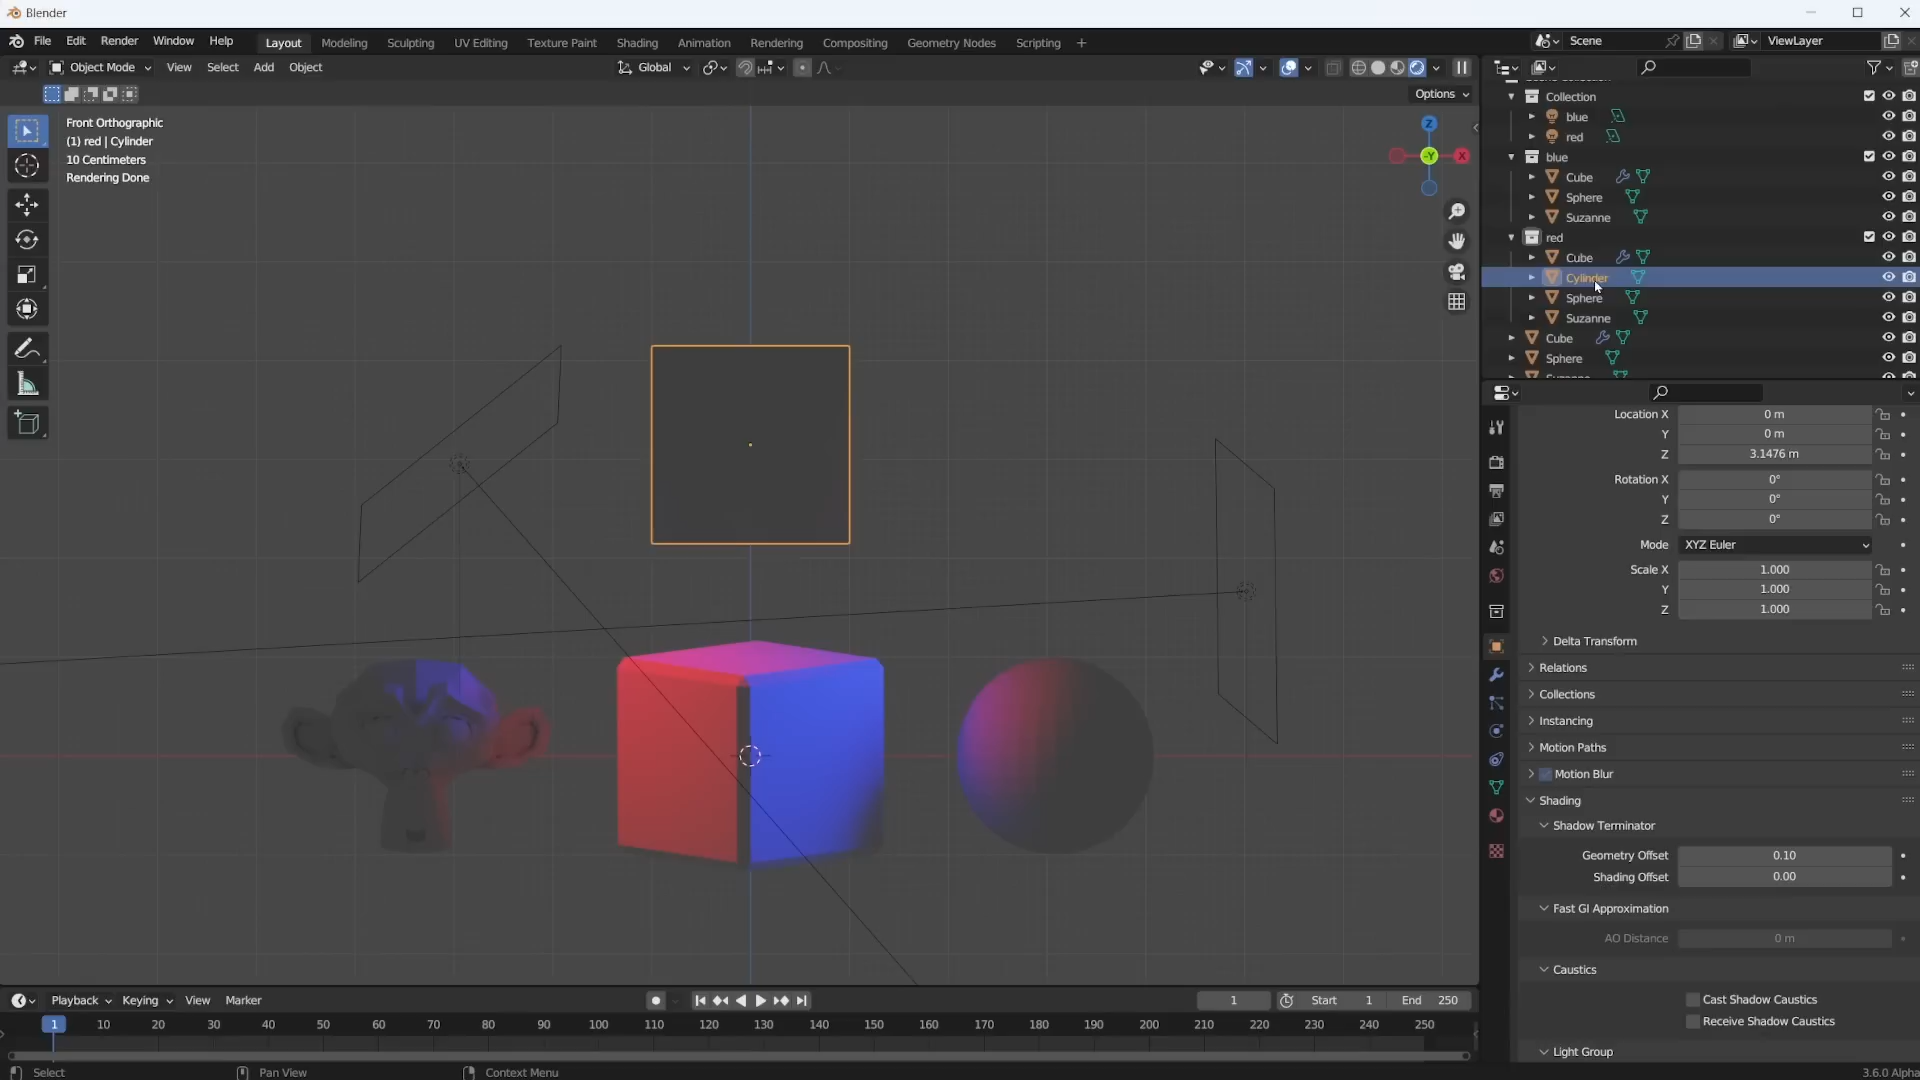 Blender
File Edit Render Window Help Layout Modeling Sculpting UV Editing Texture Paint Shading Animation Rendering Compositing Geometry Nodes Scripting + Scene ViewLayer
Object Mode View Select Add Object Global
Options
Front Orthographic
(1) red | Cylinder
10 Centimeters
Rendering Done
Z
-Y X
Collection
blue
red
blue
Cube
Sphere
Suzanne
red
Cube
Cylinder
Sphere
Suzanne
Cube
Sphere
Location X 0 m
Y 0 m
Z 3.1476 m
Rotation X 0°
Y 0°
Z 0°
Mode XYZ Euler
Scale X 1.000
Y 1.000
Z 1.000
Delta Transform
Relations
Collections
Instancing
Motion Paths
Motion Blur
Shading
Shadow Terminator
Geometry Offset 0.10
Shading Offset 0.00
Fast GI Approximation
AO Distance 0 m
Caustics
Cast Shadow Caustics
Receive Shadow Caustics
Light Group
Playback Keying View Marker 1 Start 1 End 250
1 10 20 30 40 50 60 70 80 90 100 110 120 130 140 150 160 170 180 190 200 210 220 230 240 250
Select Pan View Context Menu 3.6.0 Alpha